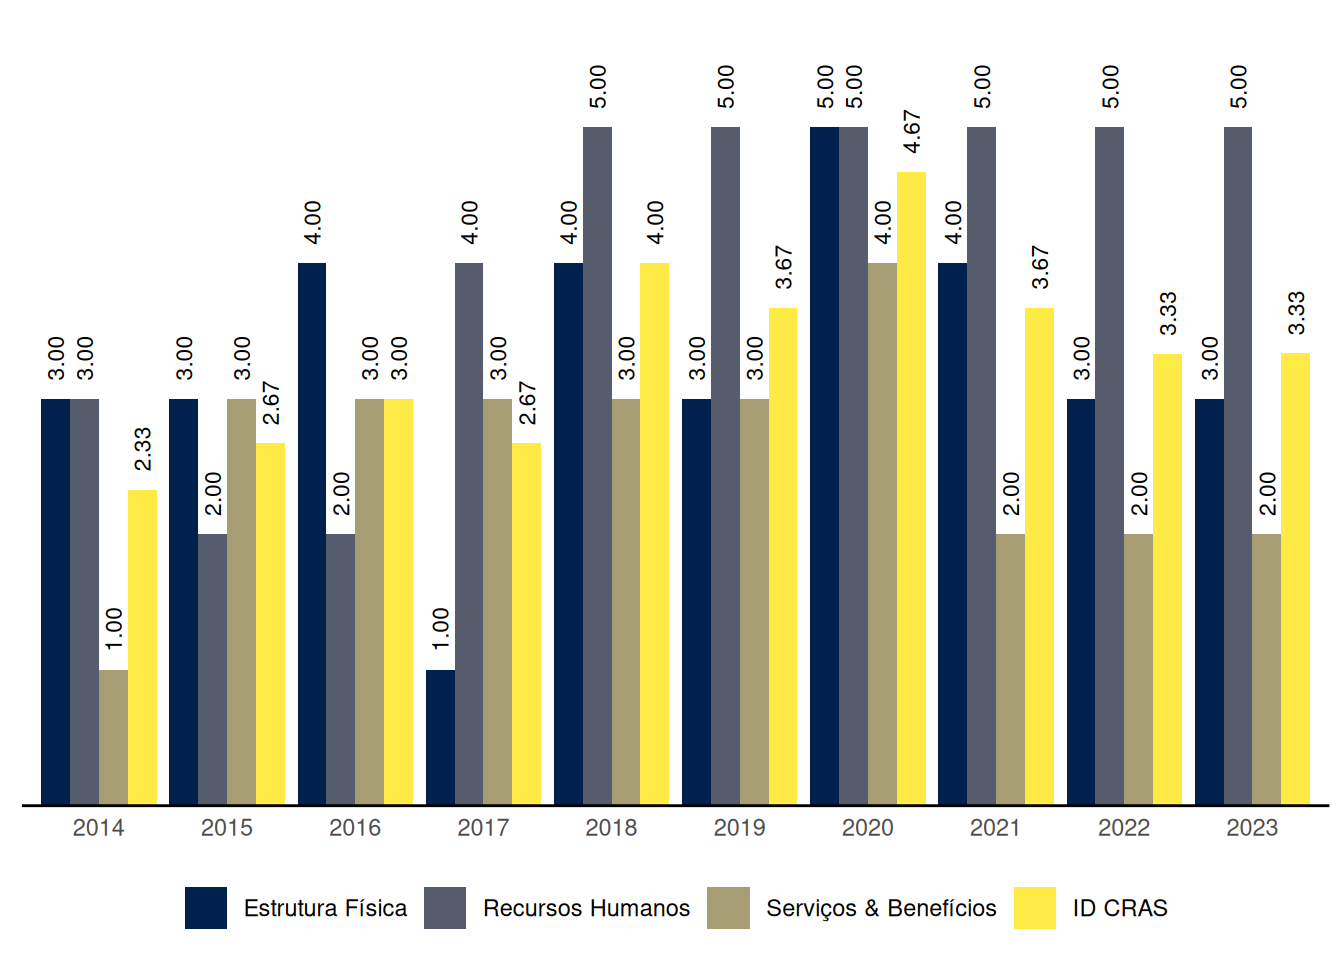 3.00 3.00 1.00 2.33 3.00 2.00 3.00 2.67 4.00 2.00 3.00 3.00 1.00 4.00 3.00 2.67 4.00 5.00 3.00 4.00 3.00 5.00 3.00 3.67 5.00 5.00 4.00 4.67 4.00 5.00 2.00 3.67 3.00 5.00 2.00 3.33 3.00 5.00 2.00 3.33
2014 2015 2016 2017 2018 2019 2020 2021 2022 2023
Estrutura Física Recursos Humanos Serviços & Benefícios ID CRAS